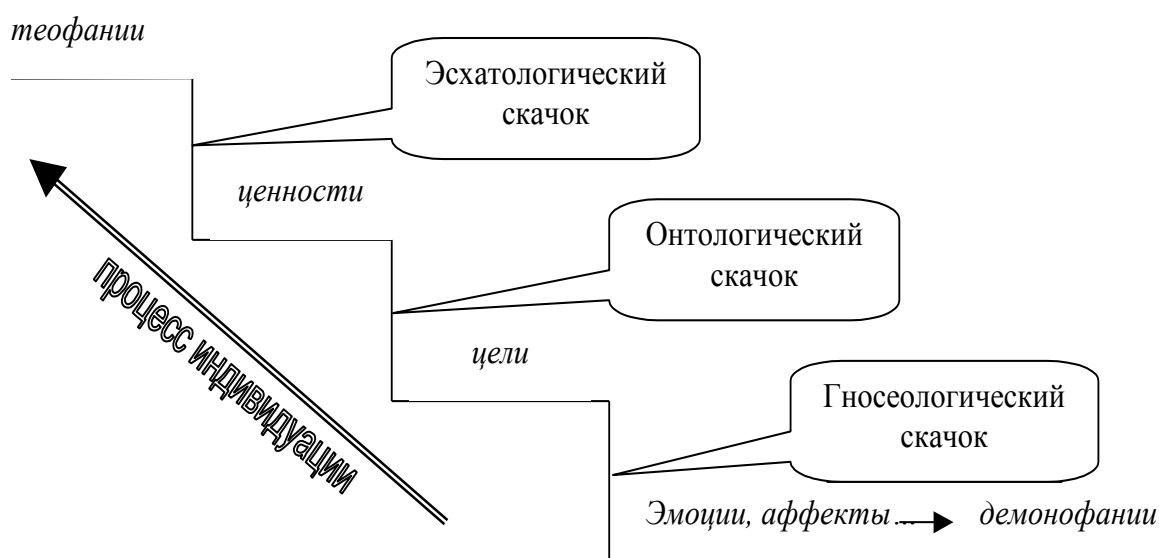 теофании
Эсхатологический
скачок
ценности
Онтологический
скачок
процесс индивидуации
цели
Гносеологический
скачок
Эмоции, аффекты... демонофании